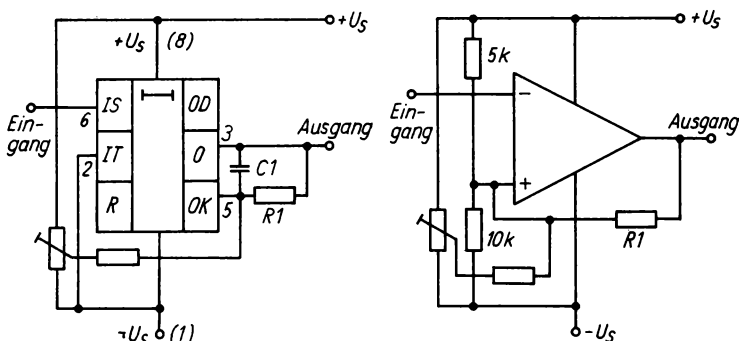 +Us
+Us (8)
IS
OD
6
Ein-
gang
3
Ausgang
IT
O
2
C1
R
OK
5
R1
-Us (1)
+Us
5k
Ein-
gang
-
Ausgang
+
10k
R1
-Us